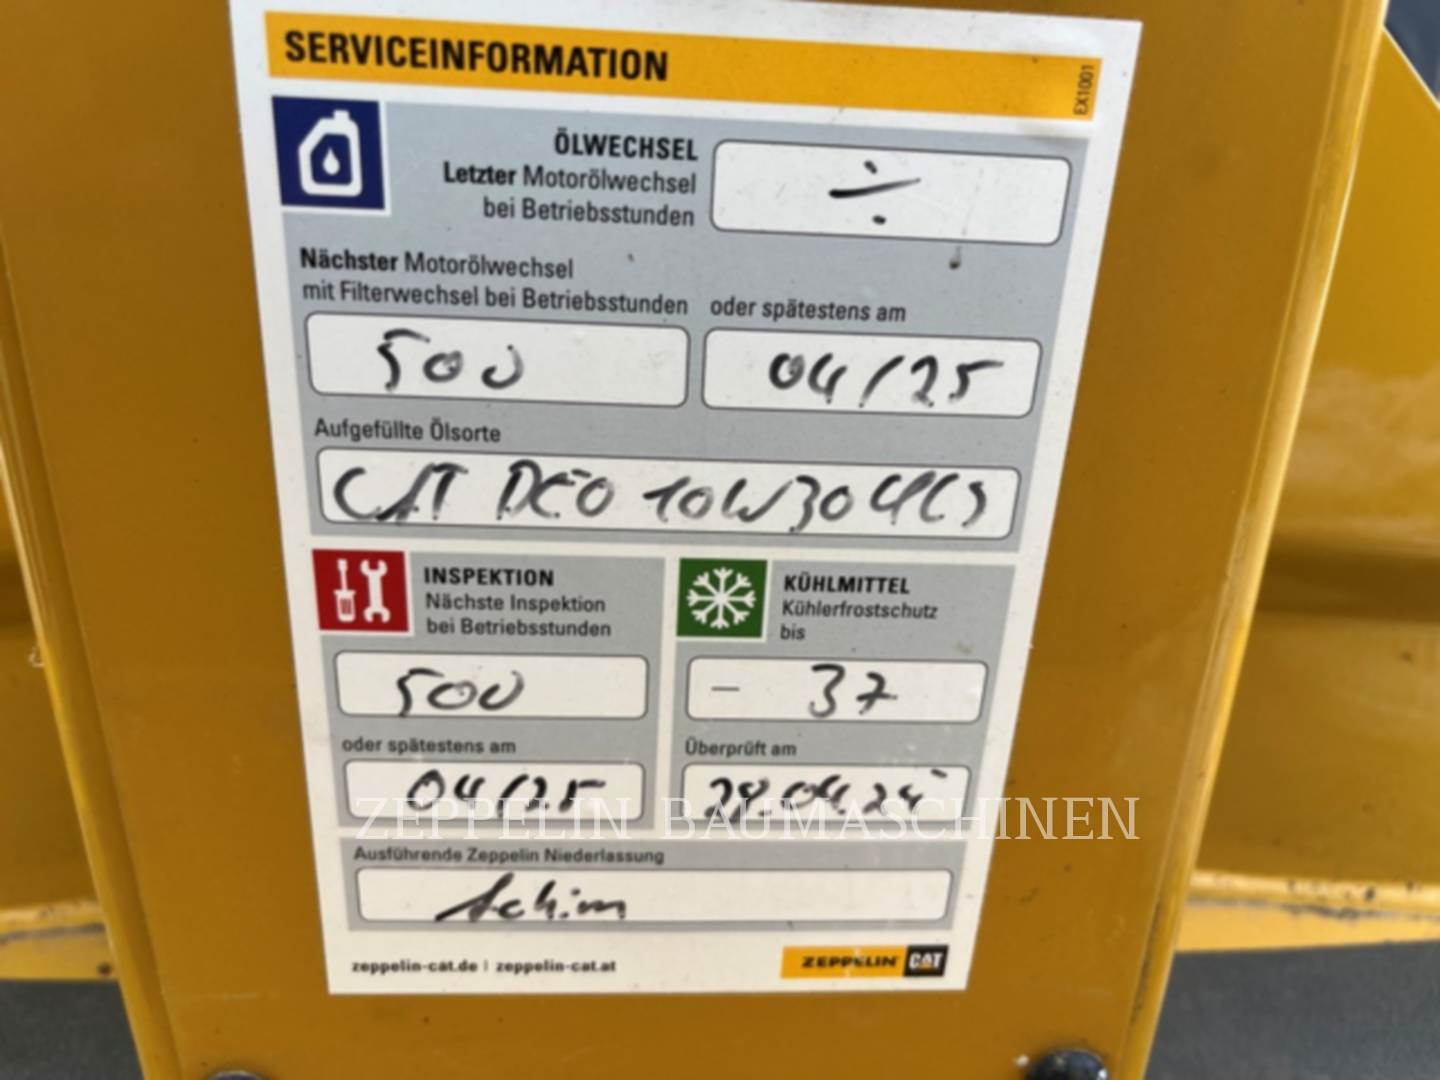 SERVICEINFORMATION
EX1001
ÖLWECHSEL
Letzter Motorölwechsel
bei Betriebsstunden
÷
Nächster Motorölwechsel
mit Filterwechsel bei Betriebsstunden
oder spätestens am
500
04/25
Aufgefüllte Ölsorte
CAT DEO 10W30
INSPEKTION
Nächste Inspektion
bei Betriebsstunden
500
oder spätestens am
04/25
KÜHLMITTEL
Kühlerfrostschutz
bis
- 37
Überprüft am
ZEPPELIN BAUMASCHINEN
Ausführende Zeppelin Niederlassung
Achim
zeppelin-cat.de | zeppelin-cat.at
ZEPPELIN CAT